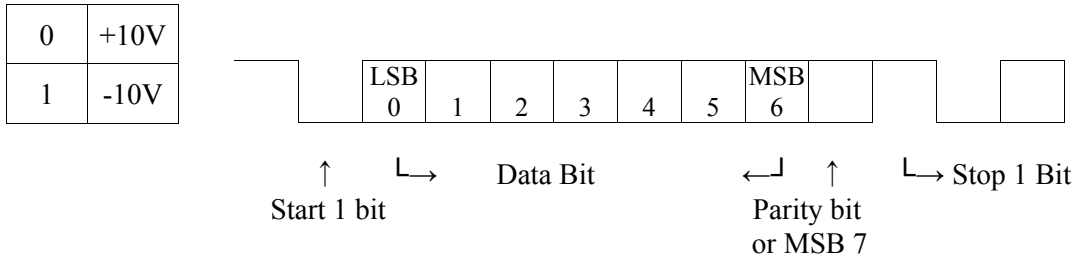 0 +10V
1 -10V
LSB MSB
0 1 2 3 4 5 6
↑ └→ Data Bit ←┘ ↑ └→ Stop 1 Bit
Start 1 bit Parity bit
or MSB 7